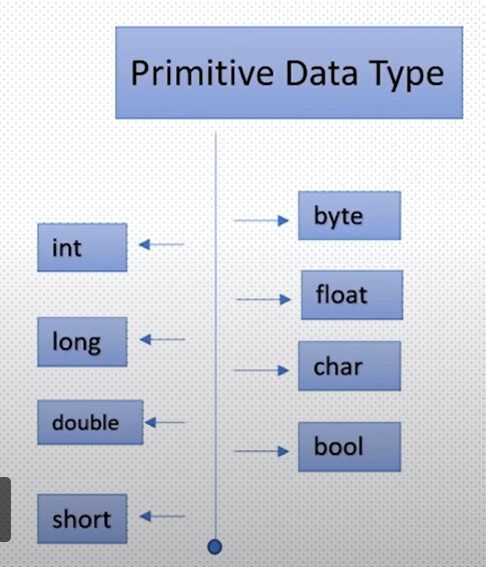 Primitive Data Type
int
long
double
short
byte
float
char
bool